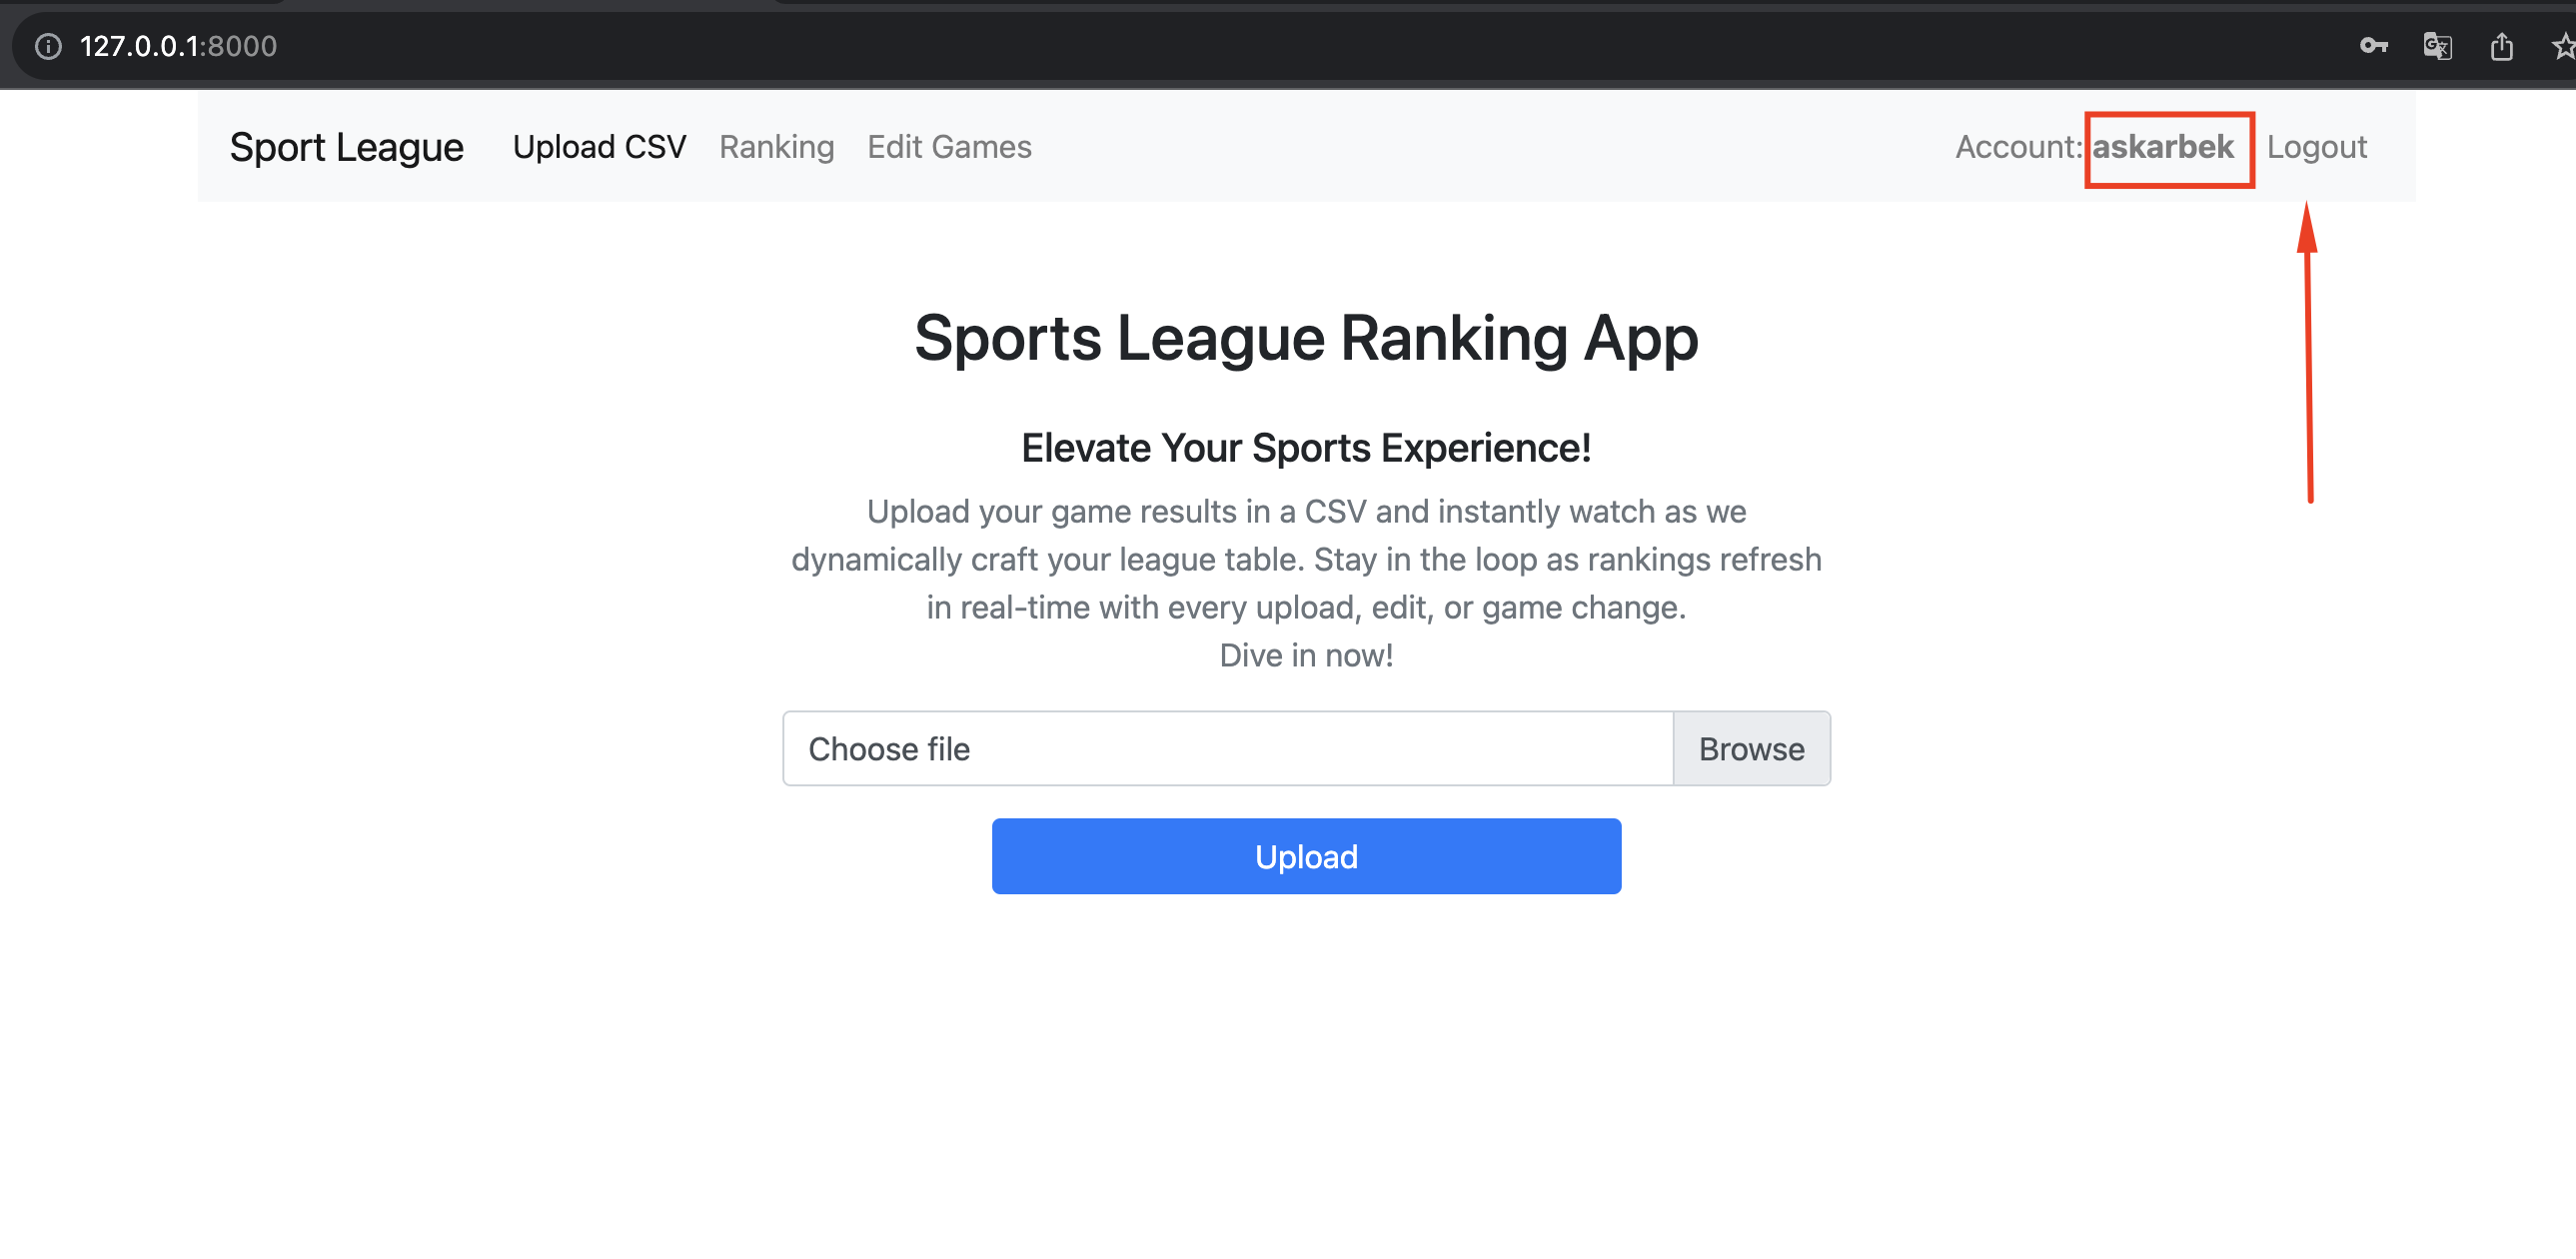 127.0.0.1:8000
Sport League Upload CSV Ranking Edit Games Account: askarbek Logout
Sports League Ranking App
Elevate Your Sports Experience!
Upload your game results in a CSV and instantly watch as we
dynamically craft your league table. Stay in the loop as rankings refresh
in real-time with every upload, edit, or game change.
Dive in now!
Choose file Browse
Upload